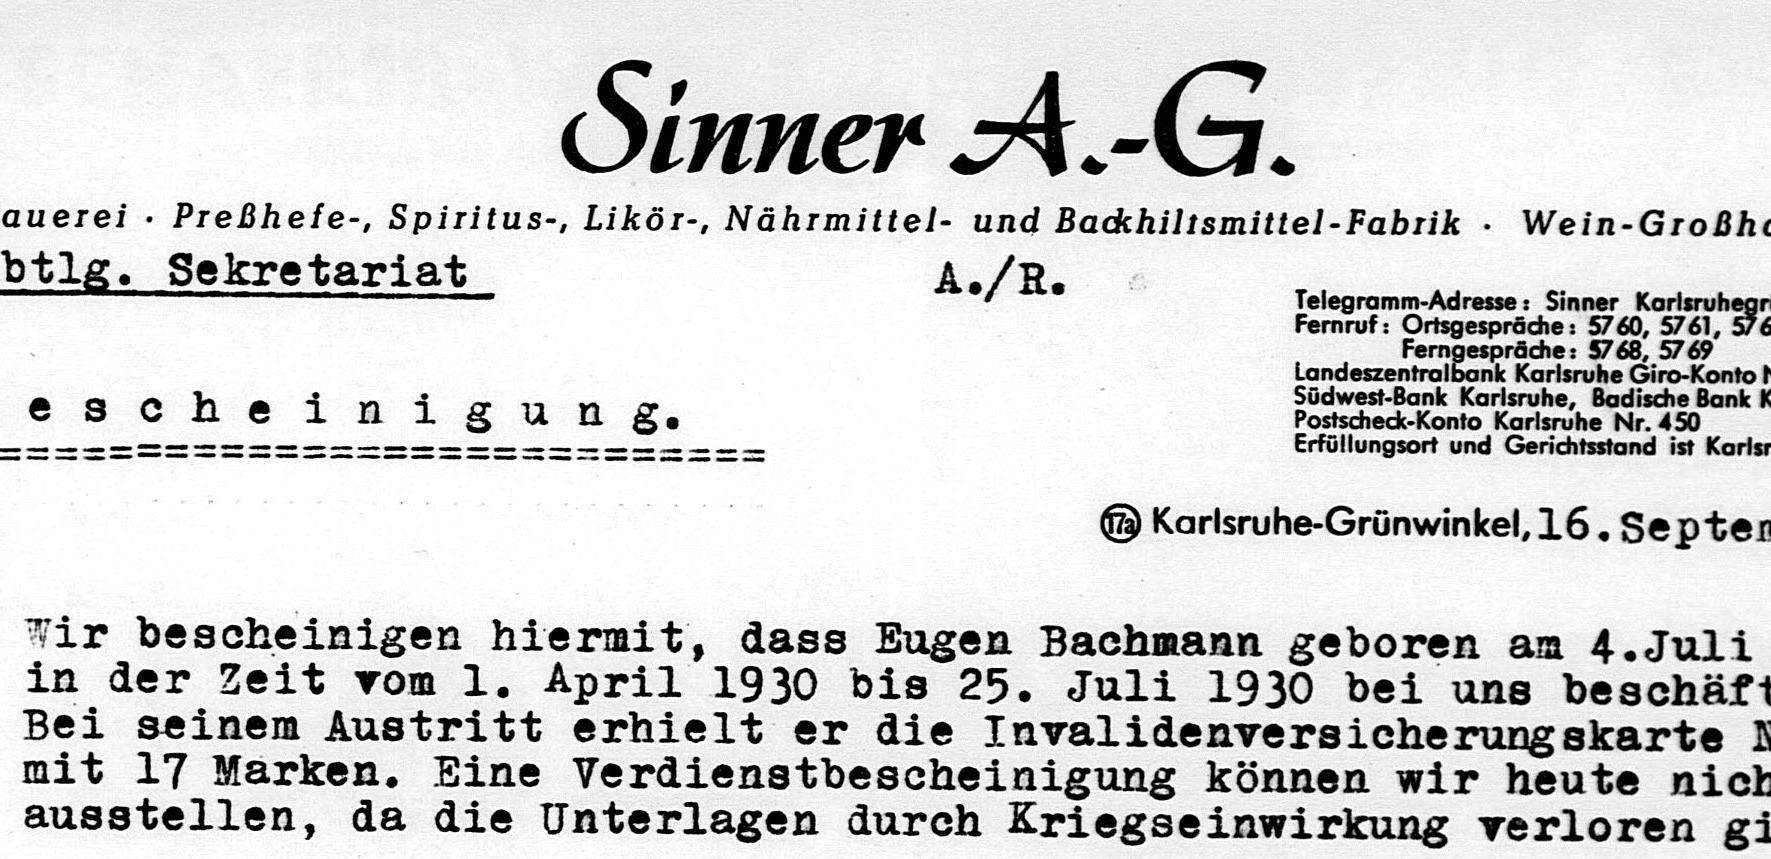 Sinner A.-G.
auerei · Preßhefe-, Spiritus-, Likör-, Nährmittel- und Backhilfsmittel-Fabrik · Wein-Großha
btlg. Sekretariat A./R.
Telegramm-Adresse: Sinner Karlsruhegr
Fernruf: Ortsgespräche: 5760, 5761, 576
Ferngespräche: 5768, 5769
Landeszentralbank Karlsruhe Giro-Konto N
Südwest-Bank Karlsruhe, Badische Bank K
Postscheck-Konto Karlsruhe Nr. 450
Erfüllungsort und Gerichtsstand ist Karlsr
e s c h e i n i g u n g.
============================
17a Karlsruhe-Grünwinkel, 16. Septem
Wir bescheinigen hiermit, dass Eugen Bachmann geboren am 4.Juli
in der Zeit vom 1. April 1930 bis 25. Juli 1930 bei uns beschäft
Bei seinem Austritt erhielt er die Invalidenversicherungskarte N
mit 17 Marken. Eine Verdienstbescheinigung können wir heute nich
ausstellen, da die Unterlagen durch Kriegseinwirkung verloren gi